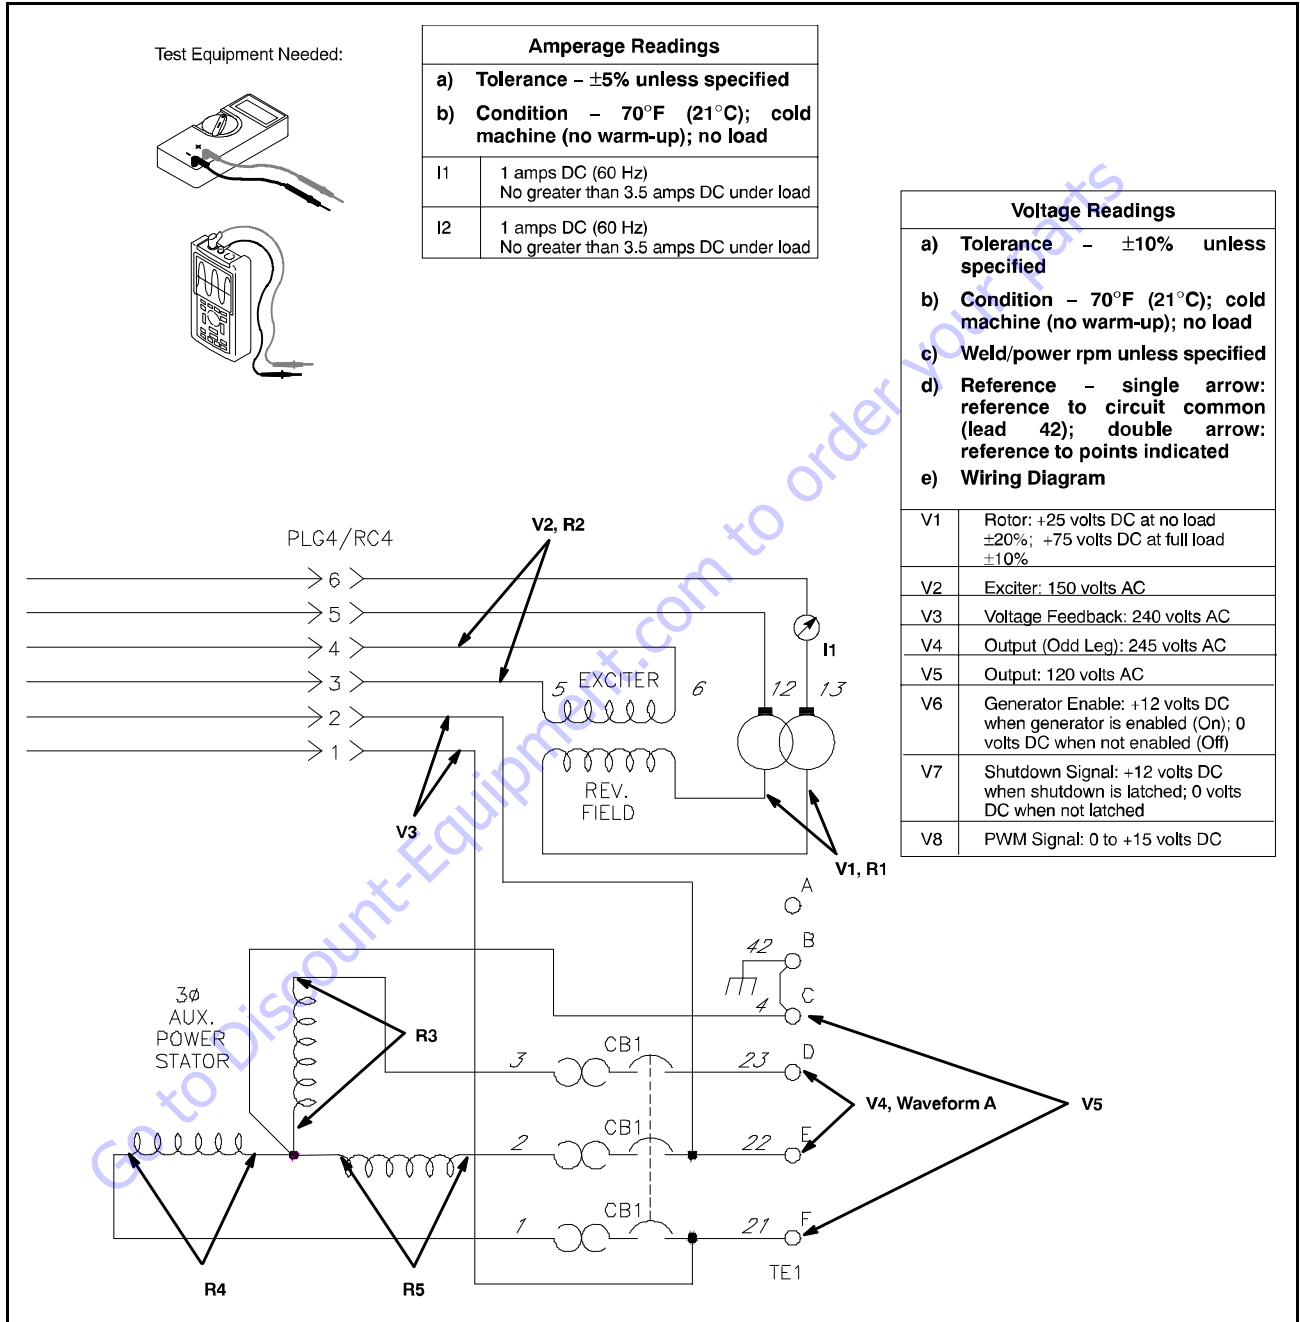 Test Equipment Needed:
Amperage Readings
a) Tolerance – ±5% unless specified
b) Condition – 70°F (21°C); cold
machine (no warm-up); no load
I1 1 amps DC (60 Hz)
No greater than 3.5 amps DC under load
I2 1 amps DC (60 Hz)
No greater than 3.5 amps DC under load
Voltage Readings
a) Tolerance – ±10% unless
specified
b) Condition – 70°F (21°C); cold
machine (no warm-up); no load
c) Weld/power rpm unless specified
d) Reference – single arrow:
reference to circuit common
(lead 42); double arrow:
reference to points indicated
e) Wiring Diagram
V1 Rotor: +25 volts DC at no load
±20%; +75 volts DC at full load
±10%
V2 Exciter: 150 volts AC
V3 Voltage Feedback: 240 volts AC
V4 Output (Odd Leg): 245 volts AC
V5 Output: 120 volts AC
V6 Generator Enable: +12 volts DC
when generator is enabled (On); 0
volts DC when not enabled (Off)
V7 Shutdown Signal: +12 volts DC
when shutdown is latched; 0 volts
DC when not latched
V8 PWM Signal: 0 to +15 volts DC
PLG4/RC4
V2, R2
6
5
4
3
2
1
I1
5 EXCITER 6 12 13
REV.
FIELD
V3
V1, R1
A
42 B
4 C
3ø
AUX.
POWER
STATOR
R3
3 CB1 23 D
V4, Waveform A
V5
2 CB1 22 E
1 CB1 21 F
TE1
R4
R5
Go to Discount-Equipment.com to order your parts